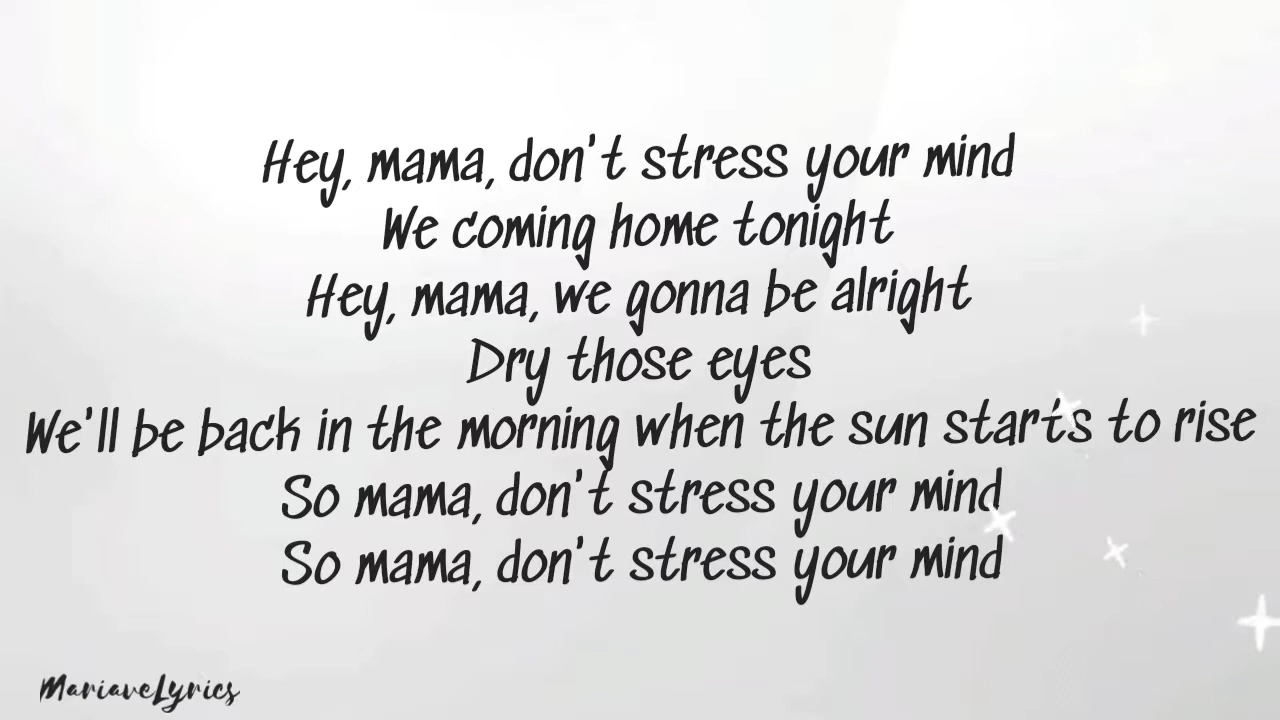 Hey, mama, don't stress your mind
We coming home tonight
Hey, mama, we gonna be alright
Dry those eyes
We'll be back in the morning when the sun starts to rise
So mama, don't stress your mind
So mama, don't stress your mind
MariaveLyrics